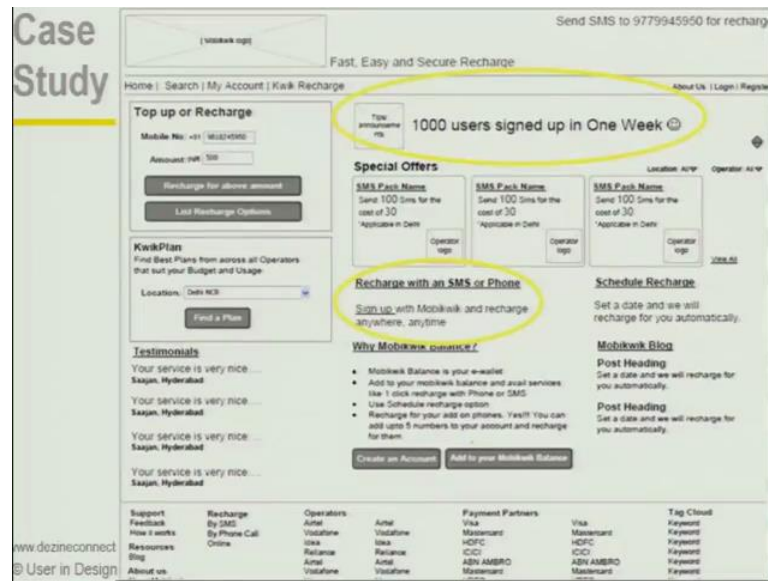 Case
Study
[Mobikwik logo]
Send SMS to 9779945950 for recharg
Fast, Easy and Secure Recharge
Home | Search | My Account | Kwik Recharge
About Us | Login | Registe
Top up or Recharge
Mobile No: +91
Amount: INR 500
Recharge for above amount
List Recharge Options
Tips/
announceme
nts
1000 users signed up in One Week ☺
Special Offers
Location: All
Operator: All
SMS Pack Name
Send 100 Sms for the
cost of 30
*Applicable in Delhi
Operator
logo
SMS Pack Name
Send 100 Sms for the
cost of 30
*Applicable in Delhi
Operator
logo
SMS Pack Name
Send 100 Sms for the
cost of 30
*Applicable in Delhi
Operator
logo
View All
KwikPlan
Find Best Plans from across all Operators
that suit your Budget and Usage
Location: Delhi NCR
Find a Plan
Recharge with an SMS or Phone
Sign up with Mobikwik and recharge
anywhere, anytime
Schedule Recharge
Set a date and we will
recharge for you automatically.
Testimonials
Your service is very nice....
Saajan, Hyderabad
Your service is very nice....
Saajan, Hyderabad
Your service is very nice....
Saajan, Hyderabad
Your service is very nice....
Saajan, Hyderabad
Why Mobikwik Balance?
• Mobikwik Balance is your e-wallet
• Add to your mobikwik balance and avail services
like 1 click recharge with Phone or SMS
• Use Schedule recharge option
• Recharge for your add on phones. Yes!!! You can
add upto 5 numbers to your account and recharge
for them
Create an Account
Add to your Mobikwik Balance
Mobikwik Blog
Post Heading
Set a date and we will recharge for
you automatically.
Post Heading
Set a date and we will recharge for
you automatically.
Support
Feedback
How it works
Resources
Blog
About us
Recharge
By SMS
By Phone Call
Online
Operators
Airtel
Vodafone
Idea
Reliance
Airtel
Vodafone
Airtel
Vodafone
Idea
Reliance
Airtel
Vodafone
Payment Partners
Visa
Mastercard
HDFC
ICICI
ABN AMBRO
Mastercard
Visa
Mastercard
HDFC
ICICI
ABN AMBRO
Mastercard
Tag Cloud
Keyword
Keyword
Keyword
Keyword
Keyword
Keyword
www.dezineconnect
© User in Design